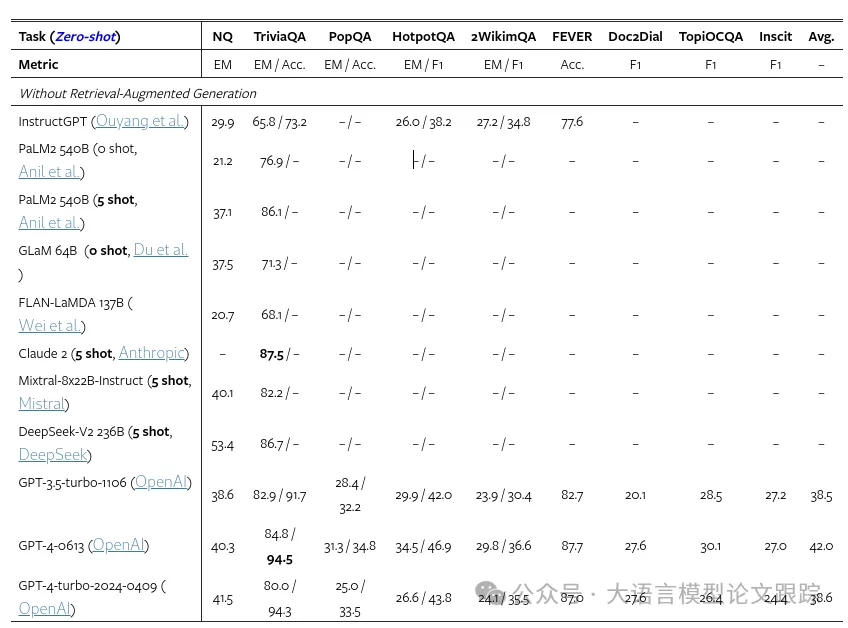 Task (Zero-shot) NQ TriviaQA PopQA HotpotQA 2WikimQA FEVER Doc2Dial TopiOCQA Inscit Avg.
Metric EM EM / Acc. EM / Acc. EM / F1 EM / F1 Acc. F1 F1 F1 –
Without Retrieval-Augmented Generation
InstructGPT (Ouyang et al.) 29.9 65.8 / 73.2 – / – 26.0 / 38.2 27.2 / 34.8 77.6 – – – –
PaLM2 540B (0 shot,
Anil et al.) 21.2 76.9 / – – / – – / – – / – – – – – –
PaLM2 540B (5 shot,
Anil et al.) 37.1 86.1 / – – / – – / – – / – – – – – –
GLaM 64B (0 shot, Du et al.
) 37.5 71.3 / – – / – – / – – / – – – – – –
FLAN-LaMDA 137B (
Wei et al.) 20.7 68.1 / – – / – – / – – / – – – – – –
Claude 2 (5 shot, Anthropic) – 87.5 / – – / – – / – – / – – – – – –
Mixtral-8x22B-Instruct (5 shot,
Mistral) 40.1 82.2 / – – / – – / – – / – – – – – –
DeepSeek-V2 236B (5 shot,
DeepSeek) 53.4 86.7 / – – / – – / – – / – – – – – –
GPT-3.5-turbo-1106 (OpenAI) 38.6 82.9 / 91.7 28.4 / 32.2 29.9 / 42.0 23.9 / 30.4 82.7 20.1 28.5 27.2 38.5
GPT-4-0613 (OpenAI) 40.3 84.8 / 94.5 31.3 / 34.8 34.5 / 46.9 29.8 / 36.6 87.7 27.6 30.1 27.0 42.0
GPT-4-turbo-2024-0409 (
OpenAI) 41.5 80.0 / 94.3 25.0 / 33.5 26.6 / 43.8 24.1 / 35.5 87.0 27.6 26.4 24.4 38.6
公众号 · 大语言模型论文跟踪